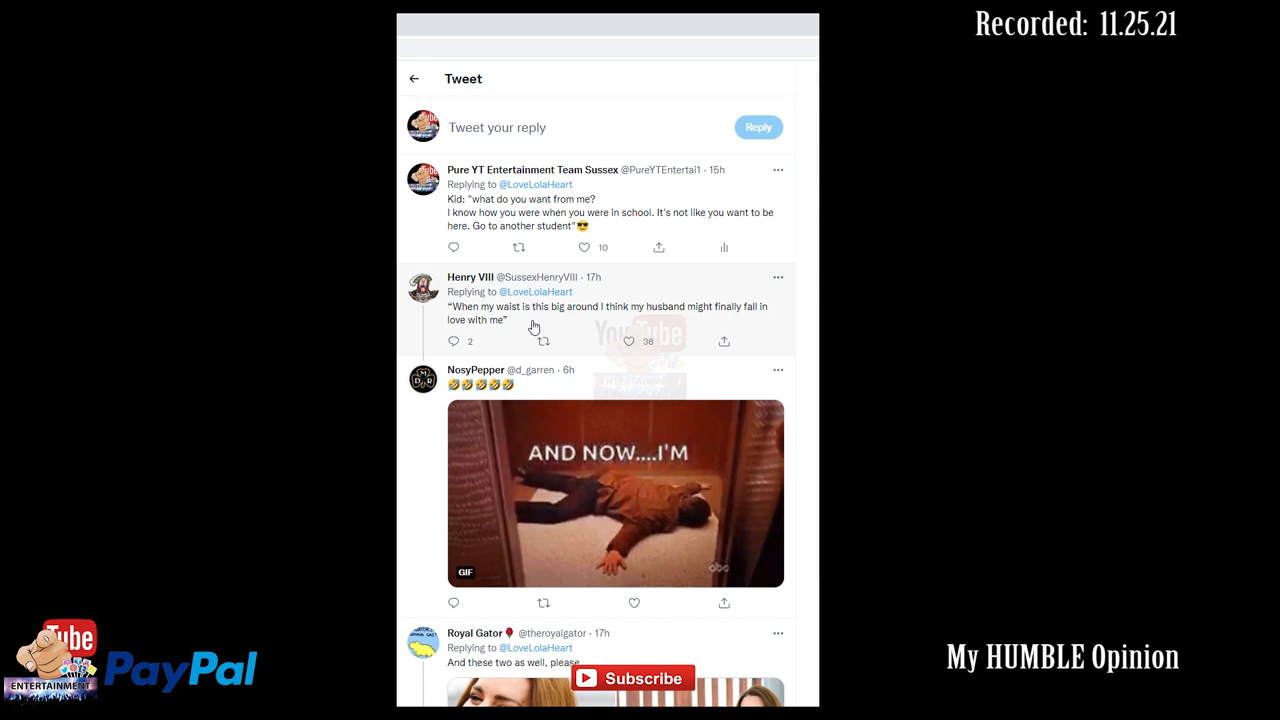 Recorded: 11.25.21
Tweet
Tweet your reply
Reply
Pure YT Entertainment Team Sussex @PureYTEntertai1 · 15h
Replying to @LoveLolaHeart
Kid: "what do you want from me?
I know how you were when you were in school. It's not like you want to be
here. Go to another student"😎
10
Henry VIII @SussexHenryVIII · 17h
Replying to @LoveLolaHeart
“When my waist is this big around I think my husband might finally fall in
love with me”
2
38
YouTube
ENTERTAINMENT
NosyPepper @d_garren · 6h
🤣🤣🤣🤣🤣
AND NOW....I'M
abc
GIF
Royal Gator🌹 @theroyalgator · 17h
Replying to @LoveLolaHeart
And these two as well, please
Subscribe
Tube
ENTERTAINMENT
PayPal
My HUMBLE Opinion